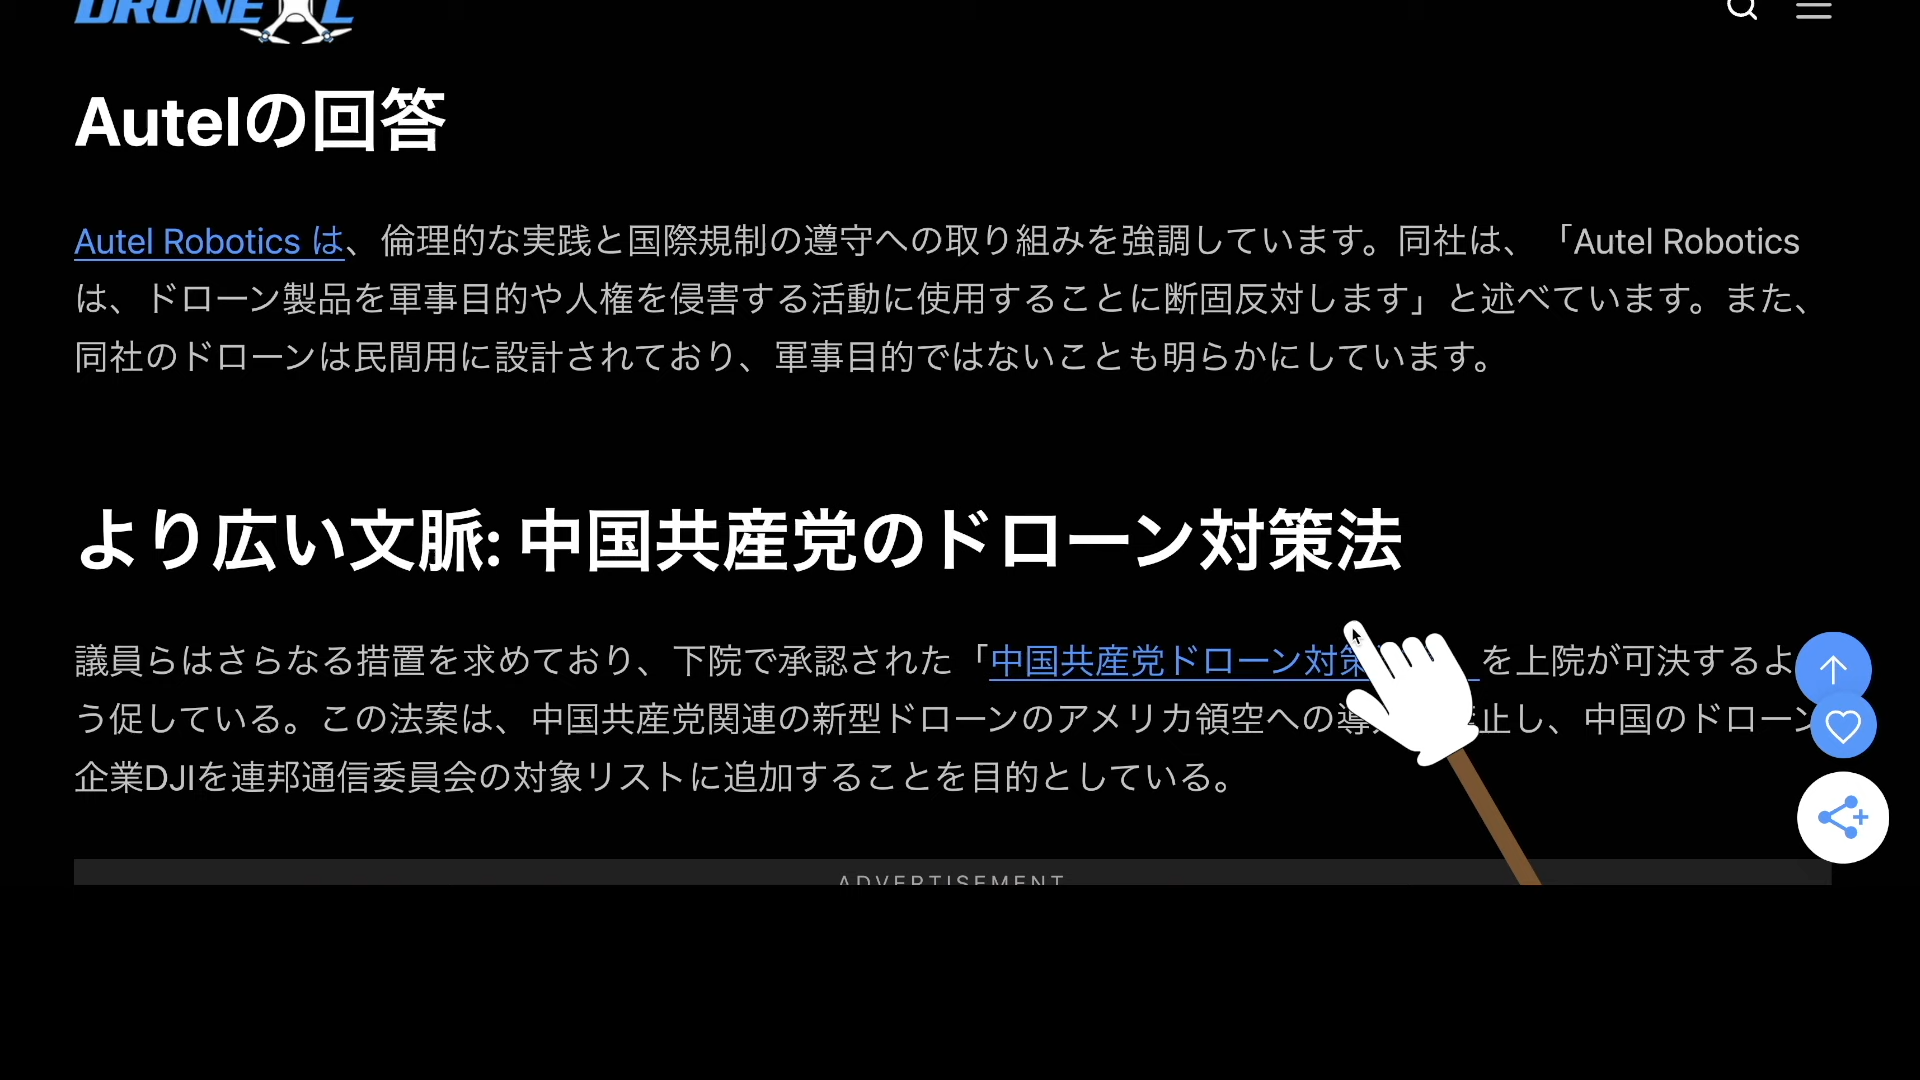 DRONEXL
Autelの回答
Autel Robotics は、倫理的な実践と国際規制の遵守への取り組みを強調しています。同社は、「Autel Robotics
は、ドローン製品を軍事目的や人権を侵害する活動に使用することに断固反対します」と述べています。また、
同社のドローンは民間用に設計されており、軍事目的ではないことも明らかにしています。
より広い文脈: 中国共産党のドローン対策法
議員らはさらなる措置を求めており、下院で承認された「中国共産党ドローン対策 を上院が可決するよ
う促している。この法案は、中国共産党関連の新型ドローンのアメリカ領空への導 止し、中国のドローン
企業DJIを連邦通信委員会の対象リストに追加することを目的としている。
ADVERTISEMENT